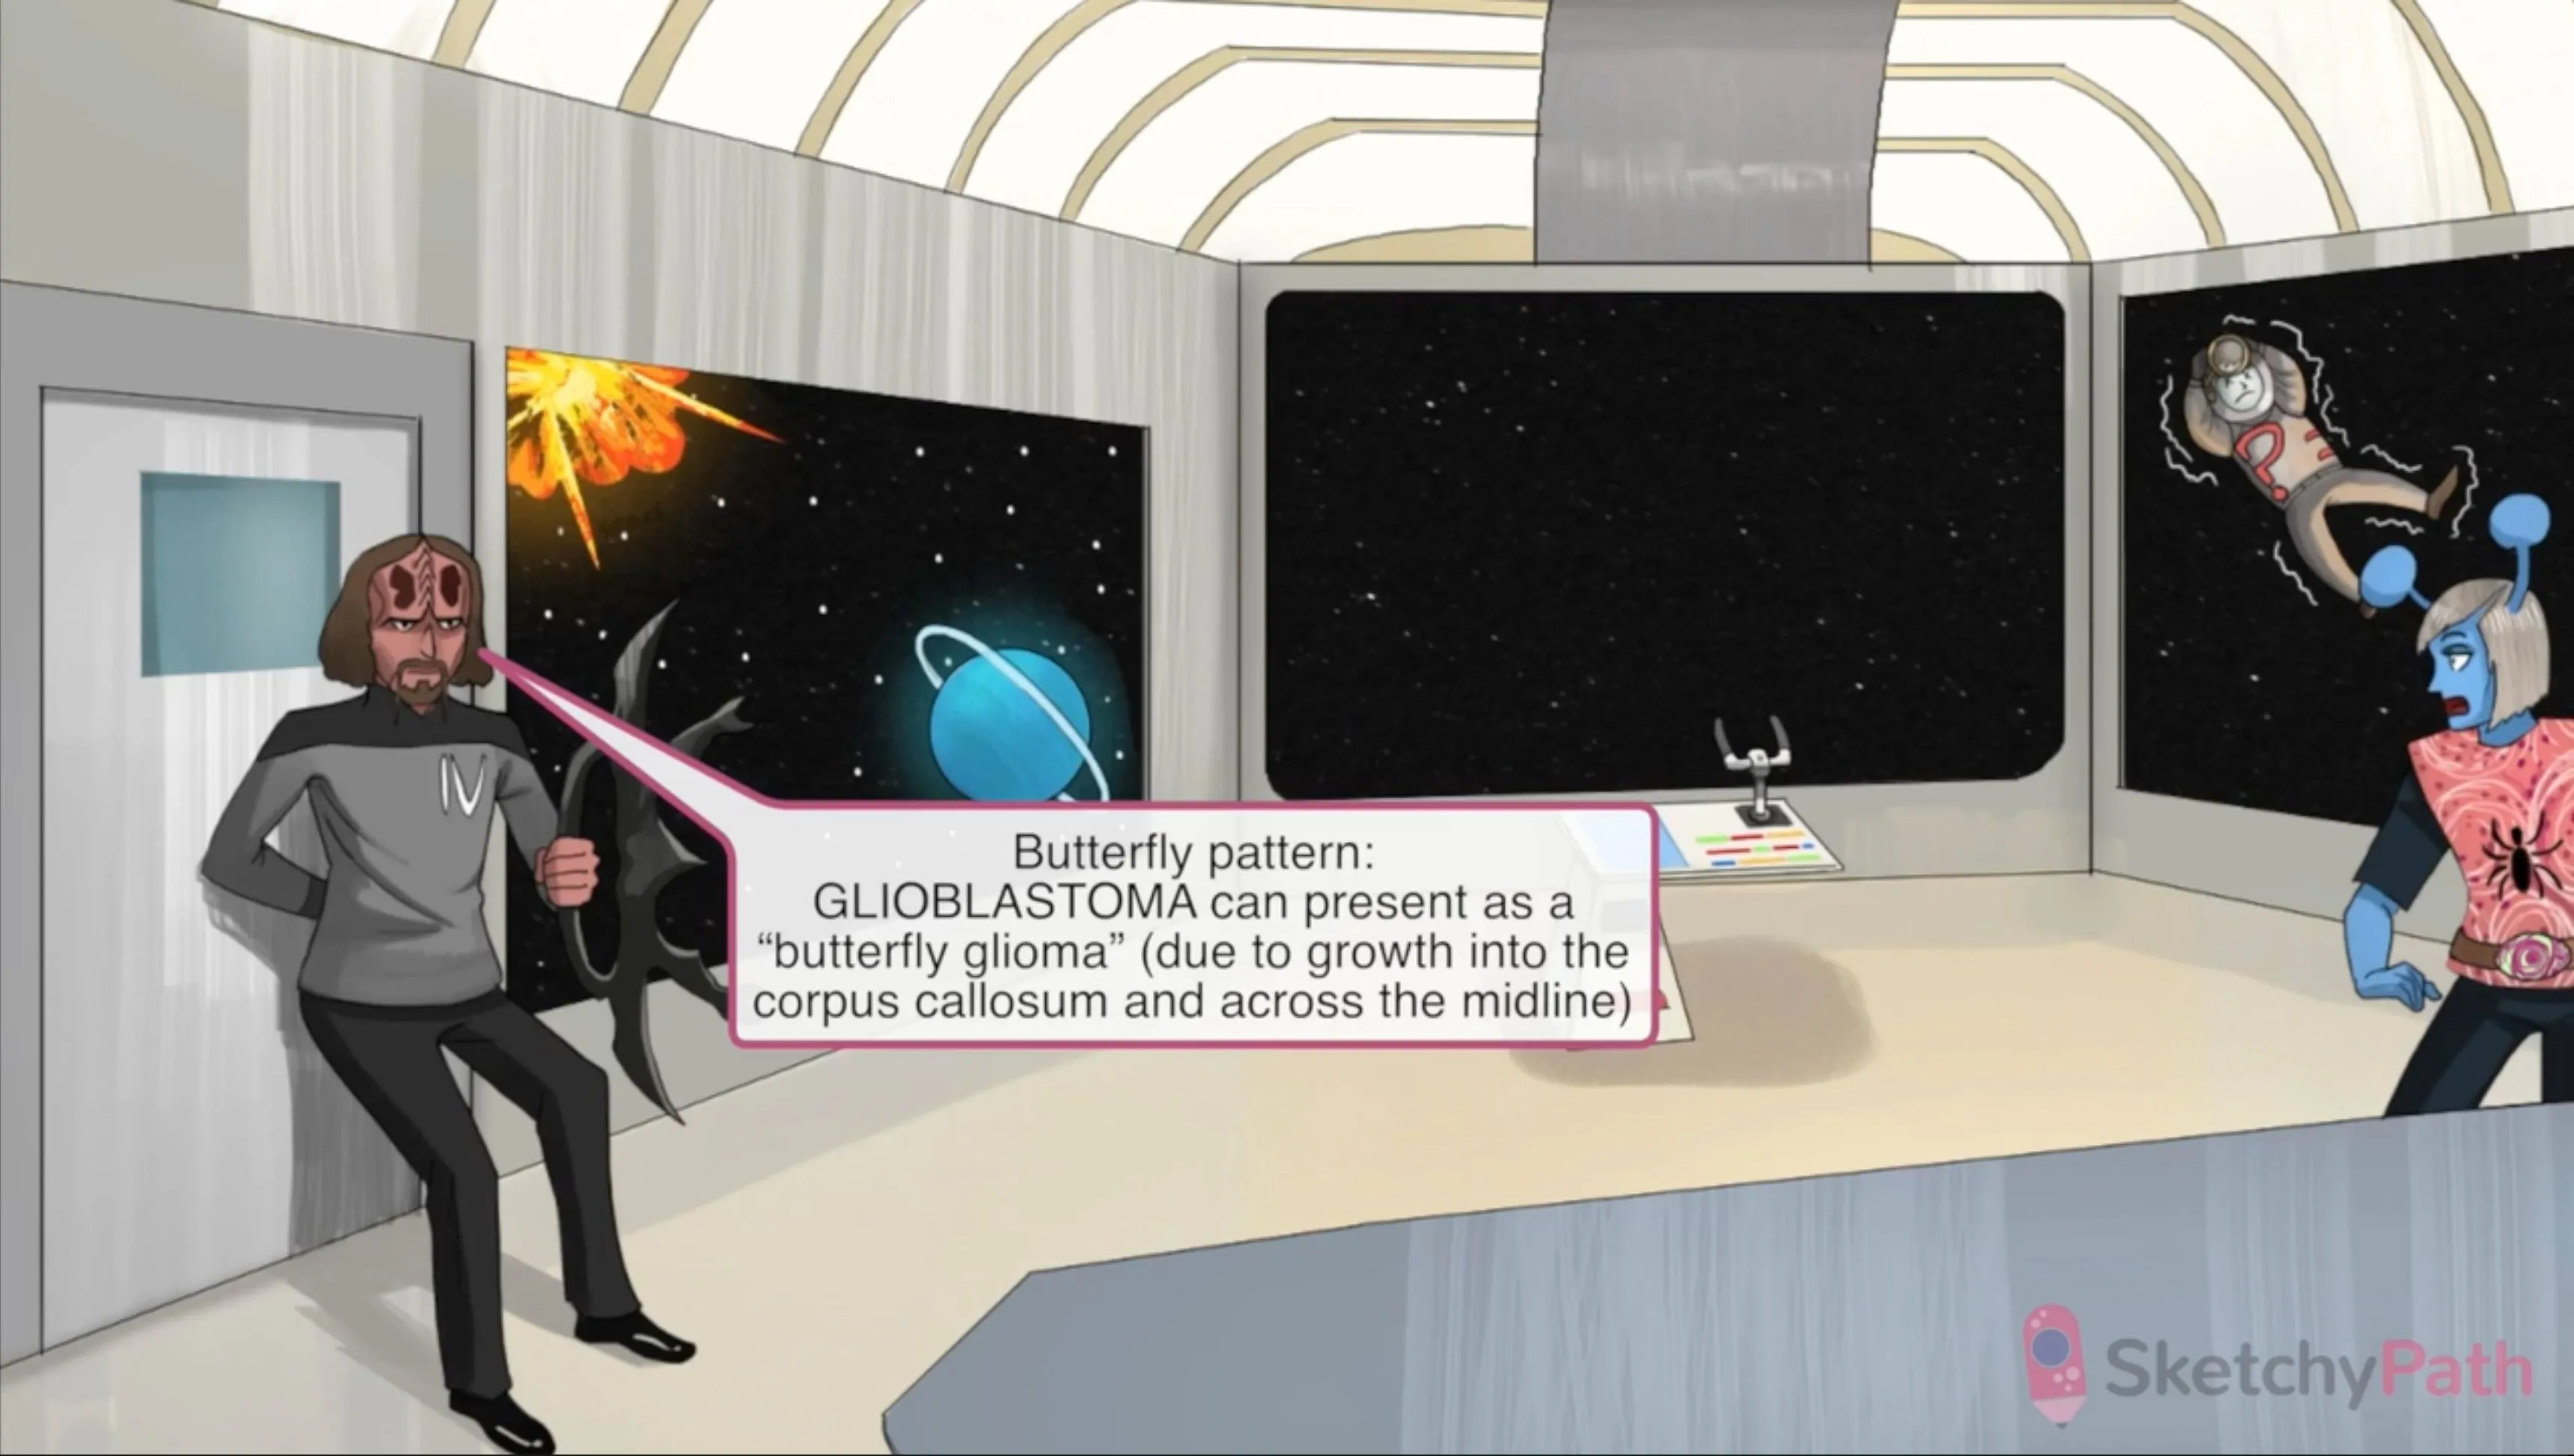 ?
IV
Butterfly pattern:
GLIOBLASTOMA can present as a
“butterfly glioma” (due to growth into the
corpus callosum and across the midline)
SketchyPath